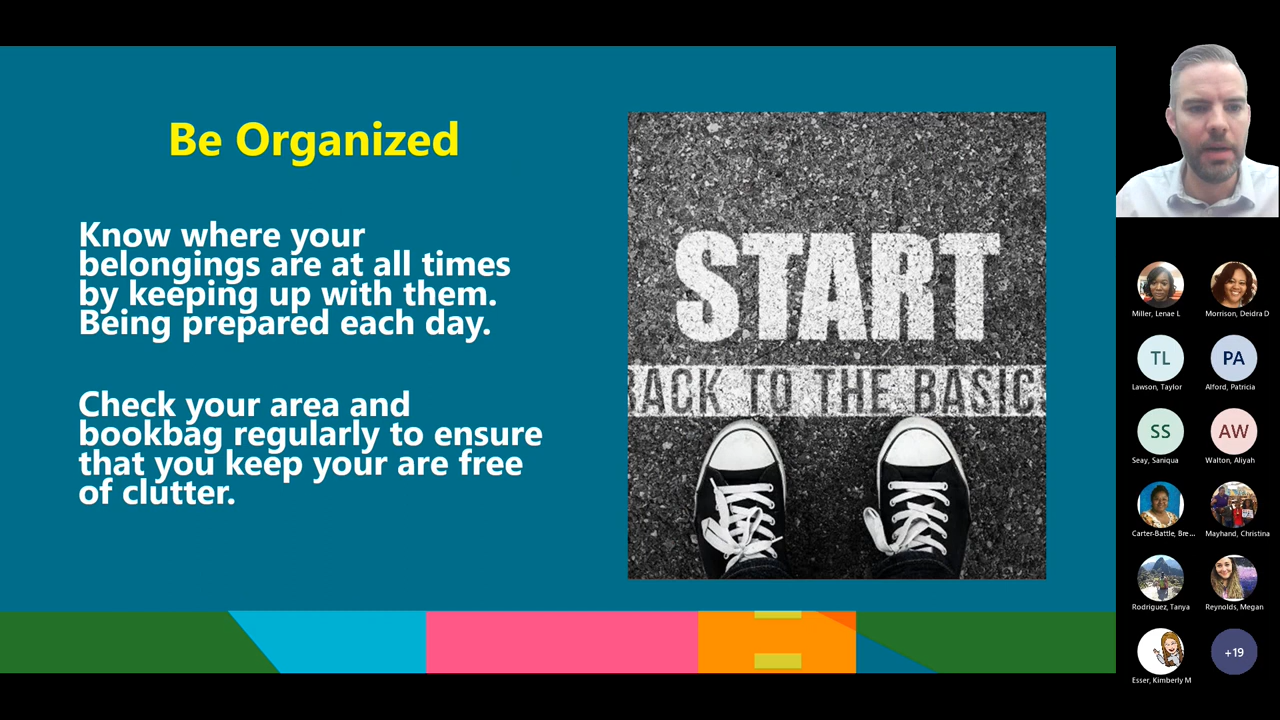 Be Organized
Know where your
belongings are at all times
by keeping up with them.
Being prepared each day.
Check your area and
bookbag regularly to ensure
that you keep your are free
of clutter.
START
BACK TO THE BASIC
Miller, Lenae L
Morrison, Deidra D
TL
PA
Lawson, Taylor
Alford, Patricia
SS
AW
Seay, Saniqua
Walton, Aliyah
Carter-Battle, Bre...
Mayhand, Christina
Rodriguez, Tanya
Reynolds, Megan
+19
Esser, Kimberly M